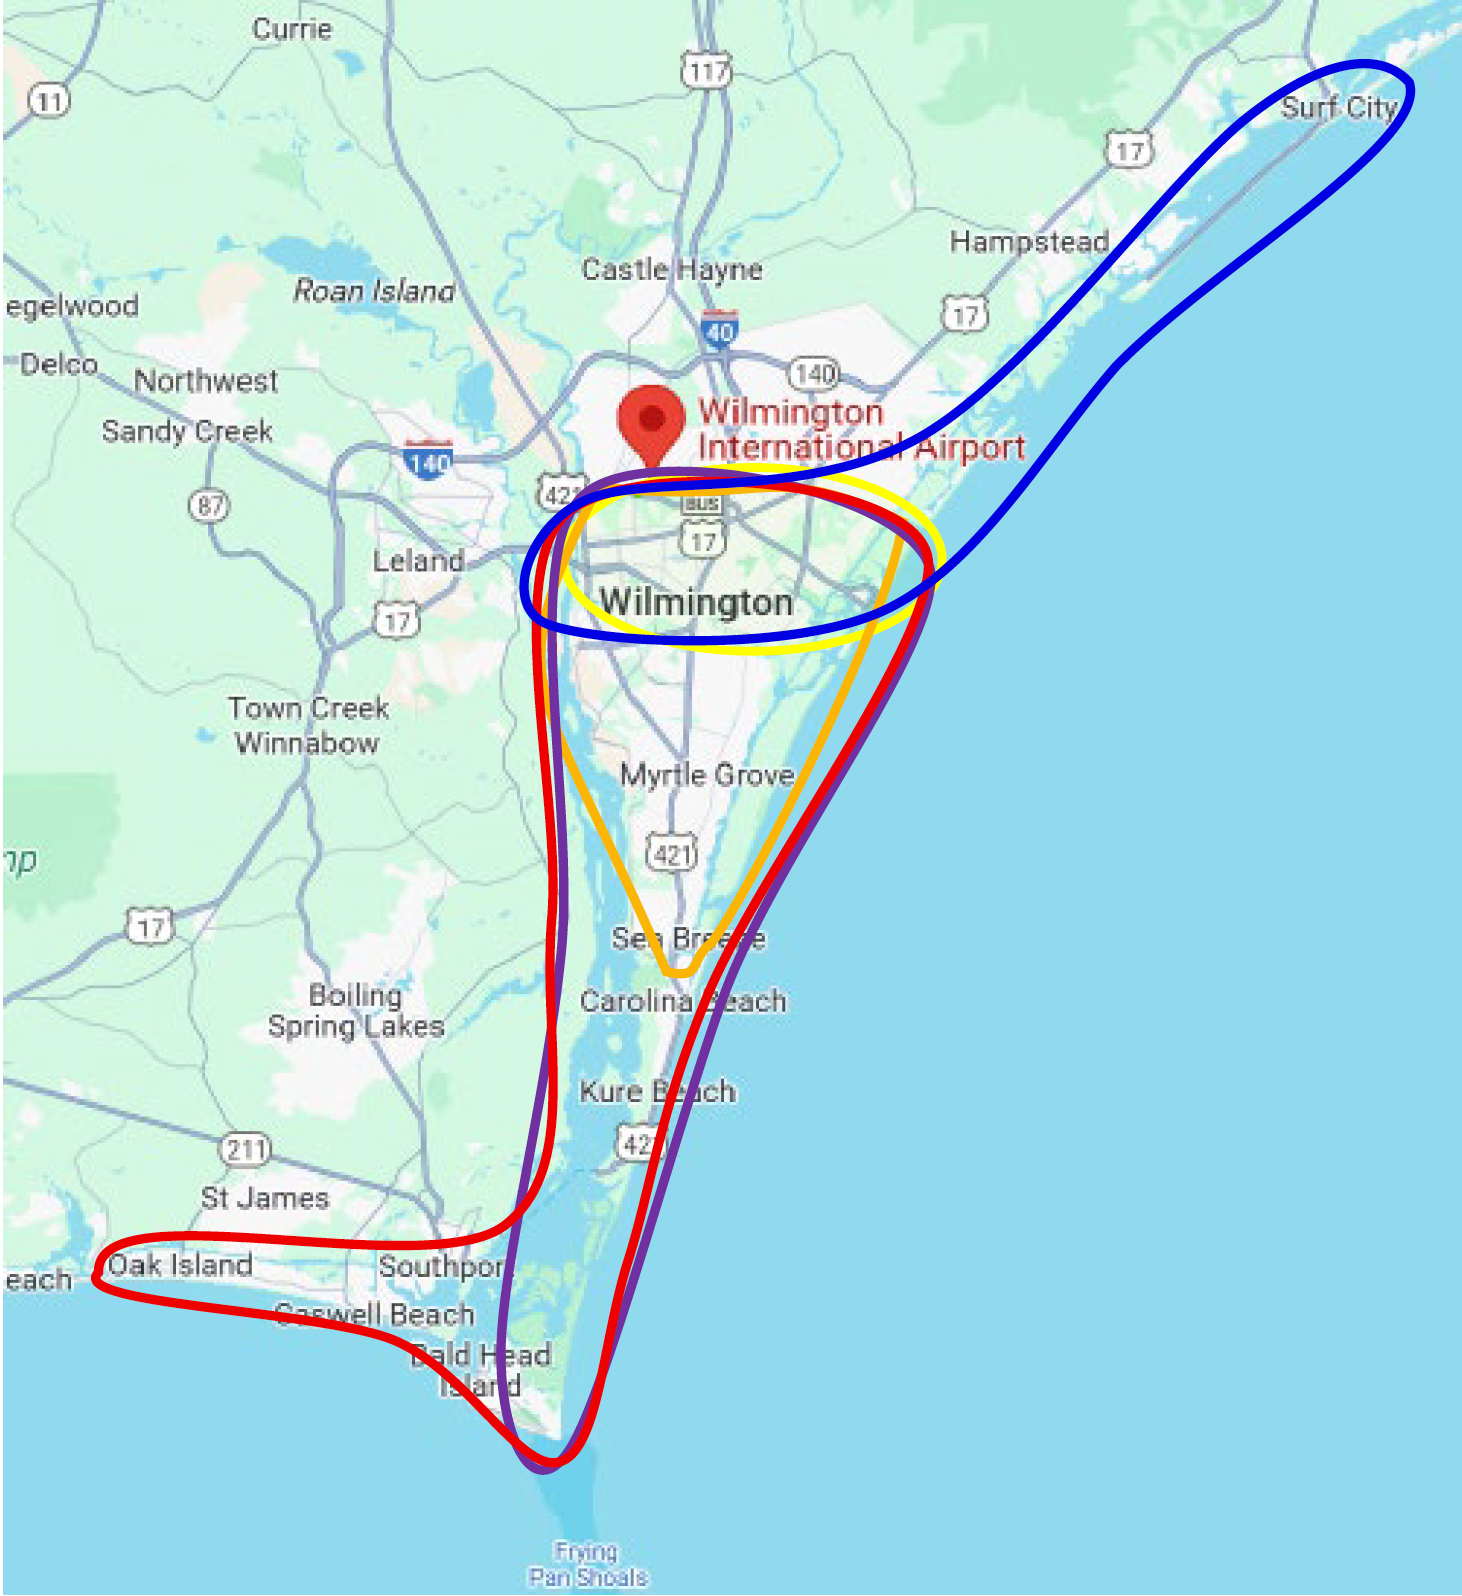 Currie
117
11
Surf City
17
Hampstead
Castle Hayne
Roan Island
egelwood
17
40
Delco
140
Northwest
Wilmington
International Airport
Sandy Creek
140
421
87
BUS
17
Leland
Wilmington
17
Town Creek
Winnabow
Myrtle Grove
421
mp
17
Sea Breeze
Boiling
Spring Lakes
Carolina Beach
Kure Beach
421
211
St James
Oak Island
Southport
each
Caswell Beach
Bald Head
Island
Frying
Pan Shoals